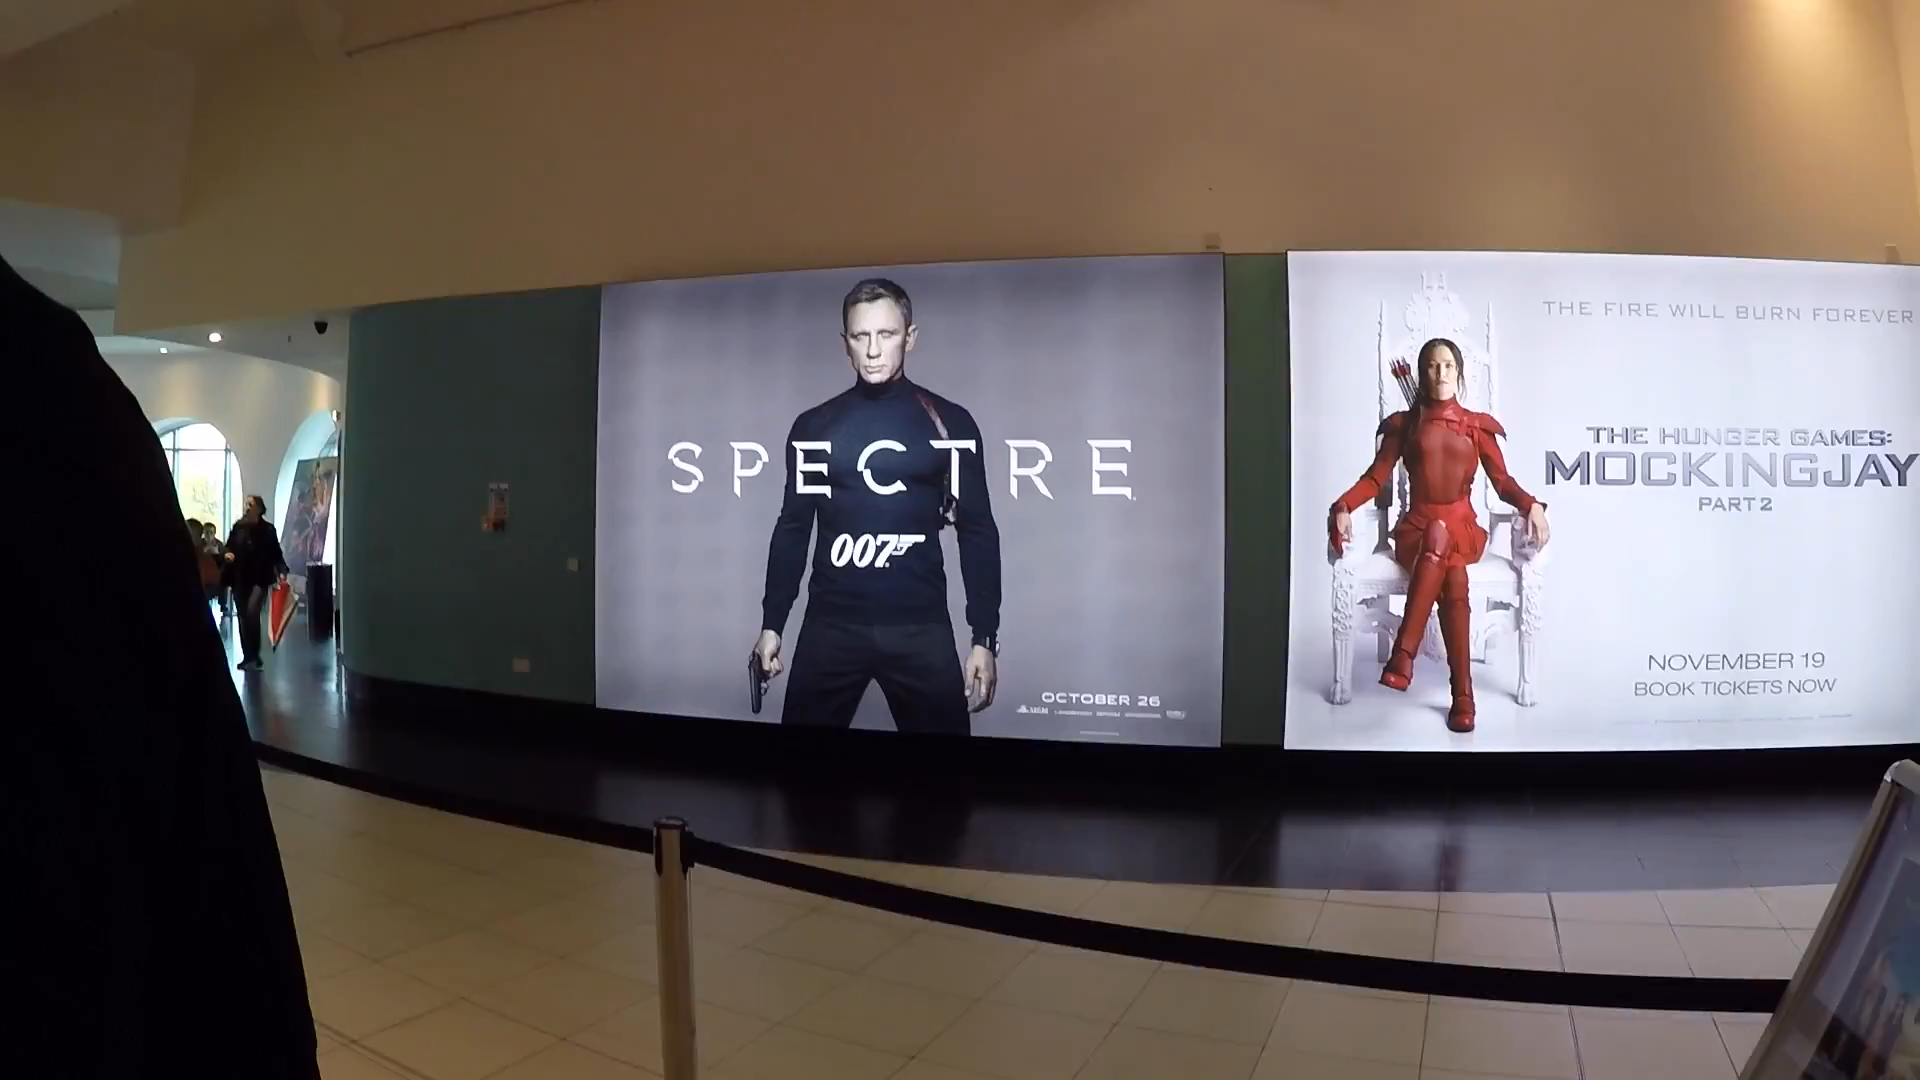 SPECTRE
007
OCTOBER 26
THE FIRE WILL BURN FOREVER
THE HUNGER GAMES:
MOCKINGJAY
PART 2
NOVEMBER 19
BOOK TICKETS NOW